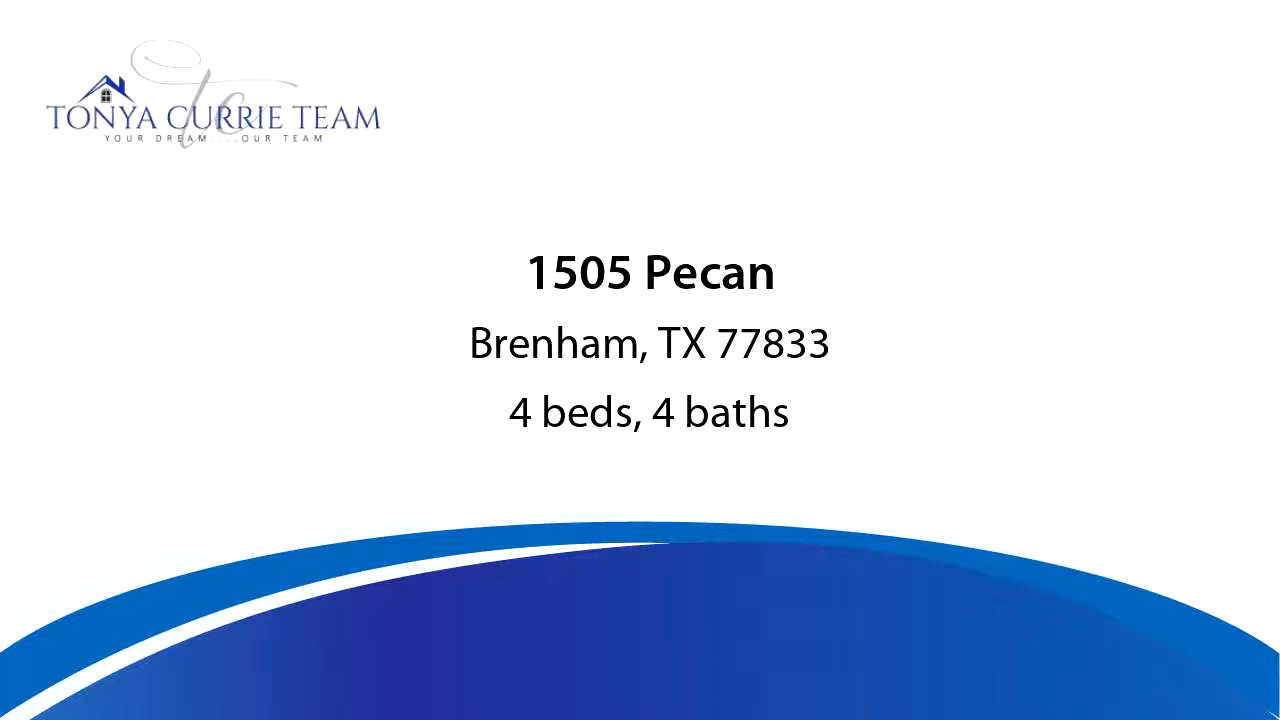 TONYA CURRIE TEAM
YOUR DREAM....OUR TEAM
1505 Pecan
Brenham, TX 77833
4 beds, 4 baths